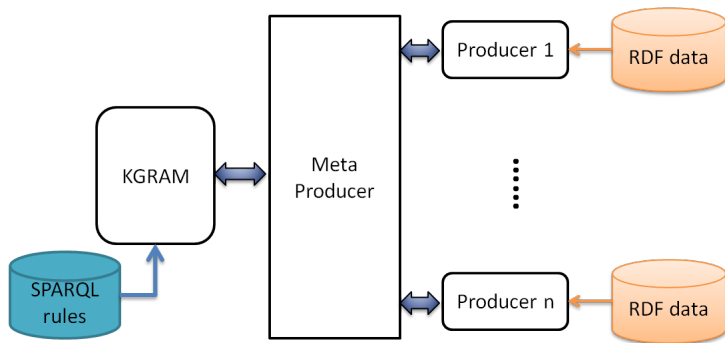 Producer 1
RDF data
KGRAM
Meta
Producer
SPARQL
rules
Producer n
RDF data